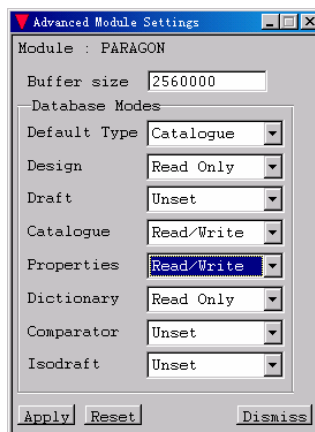 Advanced Module Settings
Module : PARAGON
Buffer size 2560000
Database Modes
Default Type Catalogue
Design Read Only
Draft Unset
Catalogue Read/Write
Properties Read/Write
Dictionary Read Only
Comparator Unset
Isodraft Unset
Apply Reset Dismiss